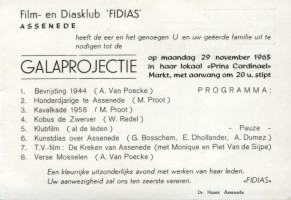 Film- en Diasklub 'FIDIAS'
ASSENEDE
heeft de eer en het genoegen U en uw geëerde familie uit te
nodigen tot de
GALAPROJECTIE
op maandag 29 november 1965
in haar lokaal «Prins Cardinael»
Markt, met aanvang om 20 u. stipt
PROGRAMMA:
1. Bevrijding 1944 ( A. Van Poecke )
2. Honderdjarige te Assenede ( M. Proot )
3. Kavalkade 1958 ( M. Proot )
4. Kobus de Zwerver ( W. Redel )
5. Klubfilm ( al de leden ) - Pauze -
6. Kunstdias over Assenede ( G. Bosschem, E. Dhollander, A. Dumez )
7. T.V.-film : De Kreken van Assenede (met Monique en Piet Van de Sijpe)
8. Verse Mosselen ( A. Van Poecke )
Een kleurrijke uitzonderlijke avond met werken van haar leden.
Uw aanwezigheid zal ons ten zeerste vereren. «FIDIAS»
Dr. Haers Assenede